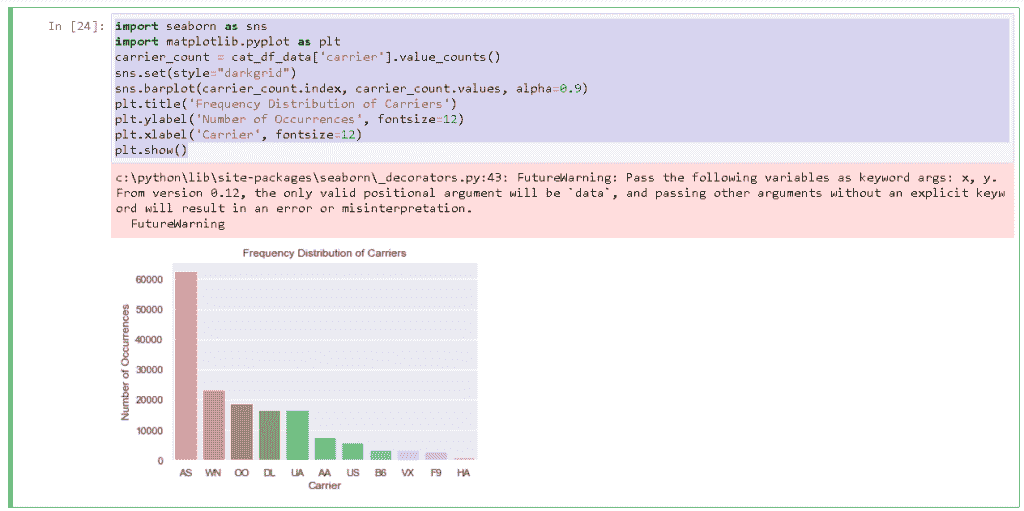 In [24]:
import seaborn as sns
import matplotlib.pyplot as plt
carrier_count = cat_df_data['carrier'].value_counts()
sns.set(style="darkgrid")
sns.barplot(carrier_count.index, carrier_count.values, alpha=0.9)
plt.title('Frequency Distribution of Carriers')
plt.ylabel('Number of Occurrences', fontsize=12)
plt.xlabel('Carrier', fontsize=12)
plt.show()
c:\python\lib\site-packages\seaborn\_decorators.py:43: FutureWarning: Pass the following variables as keyword args: x, y.
From version 0.12, the only valid positional argument will be `data`, and passing other arguments without an explicit keyw
ord will result in an error or misinterpretation.
FutureWarning
Frequency Distribution of Carriers
60000
50000
40000
30000
20000
10000
0
Number of Occurrences
AS WN OO DL UA AA US B6 VX F9 HA
Carrier